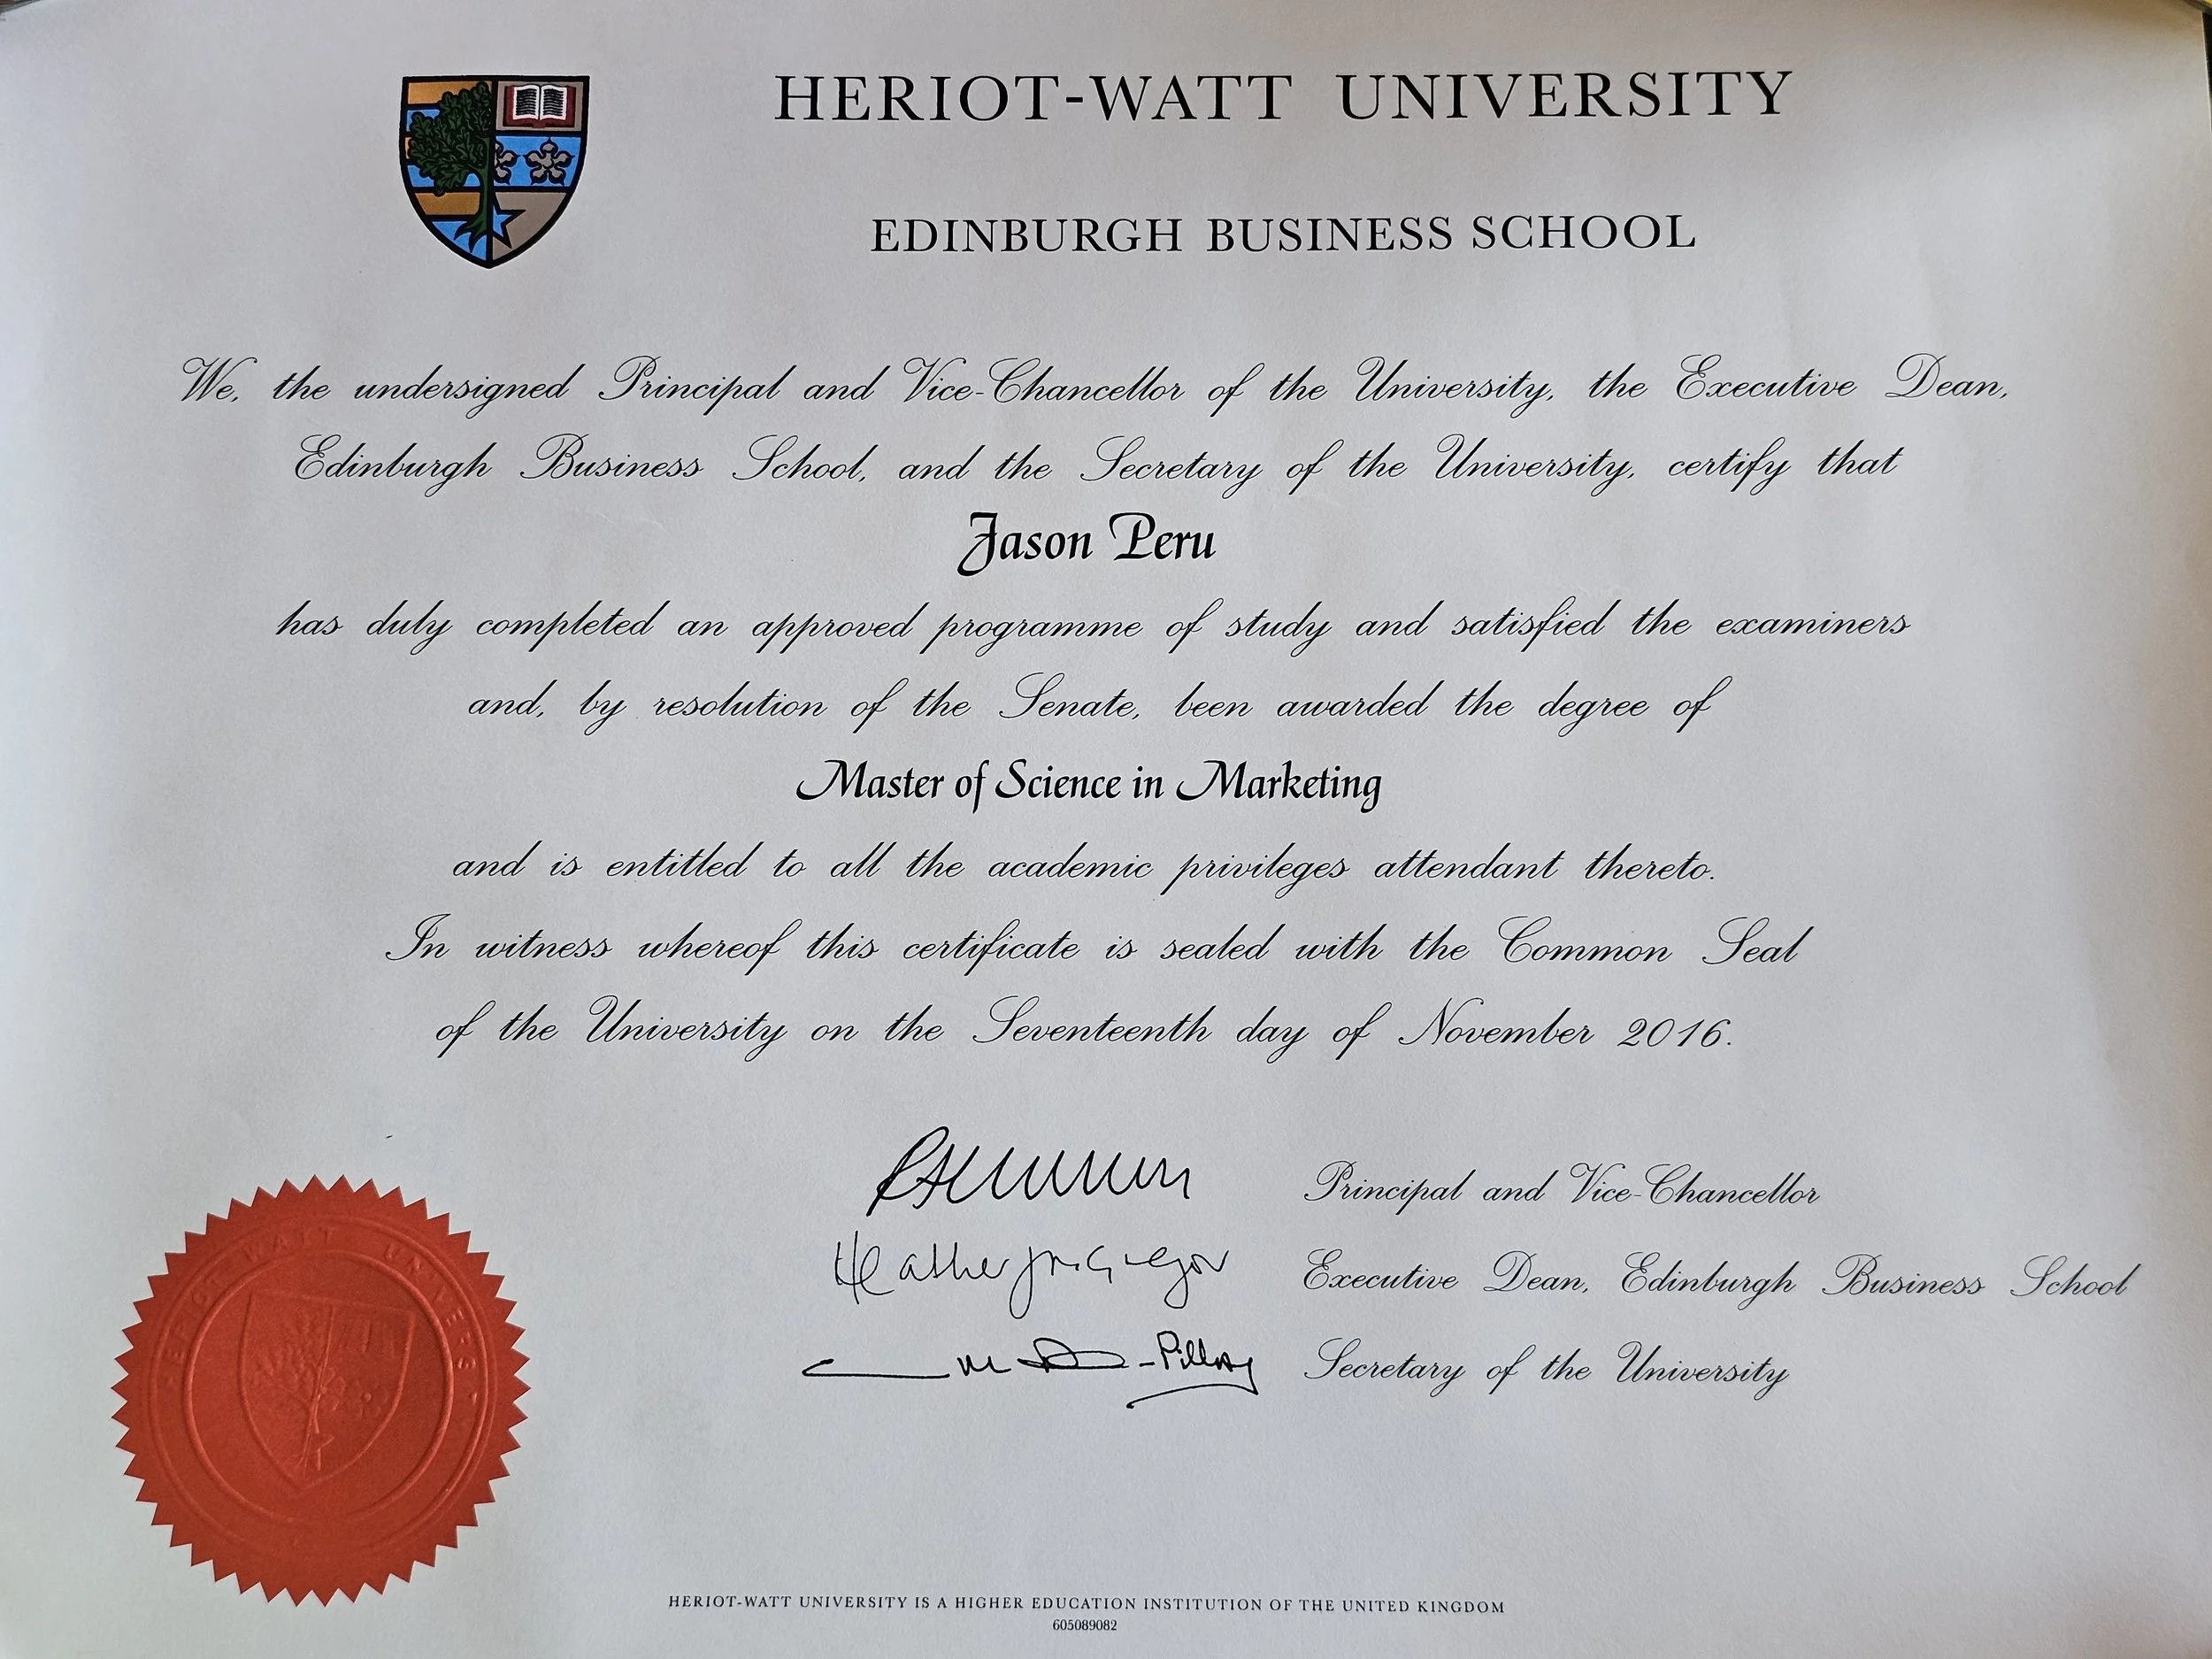 HERIOT-WATT UNIVERSITY
EDINBURGH BUSINESS SCHOOL
We, the undersigned Principal and Vice-Chancellor of the University, the Executive Dean,
Edinburgh Business School, and the Secretary of the University, certify that
Jason Peru
has duly completed an approved programme of study and satisfied the examiners
and, by resolution of the Senate, been awarded the degree of
Master of Science in Marketing
and is entitled to all the academic privileges attendant thereto.
In witness whereof this certificate is sealed with the Common Seal
of the University on the Seventeenth day of November 2016.
Principal and Vice-Chancellor
Heather McGregor Executive Dean, Edinburgh Business School
Secretary of the University
HERIOT WATT UNIVERS
HERIOT-WATT UNIVERSITY IS A HIGHER EDUCATION INSTITUTION OF THE UNITED KINGDOM
605089082